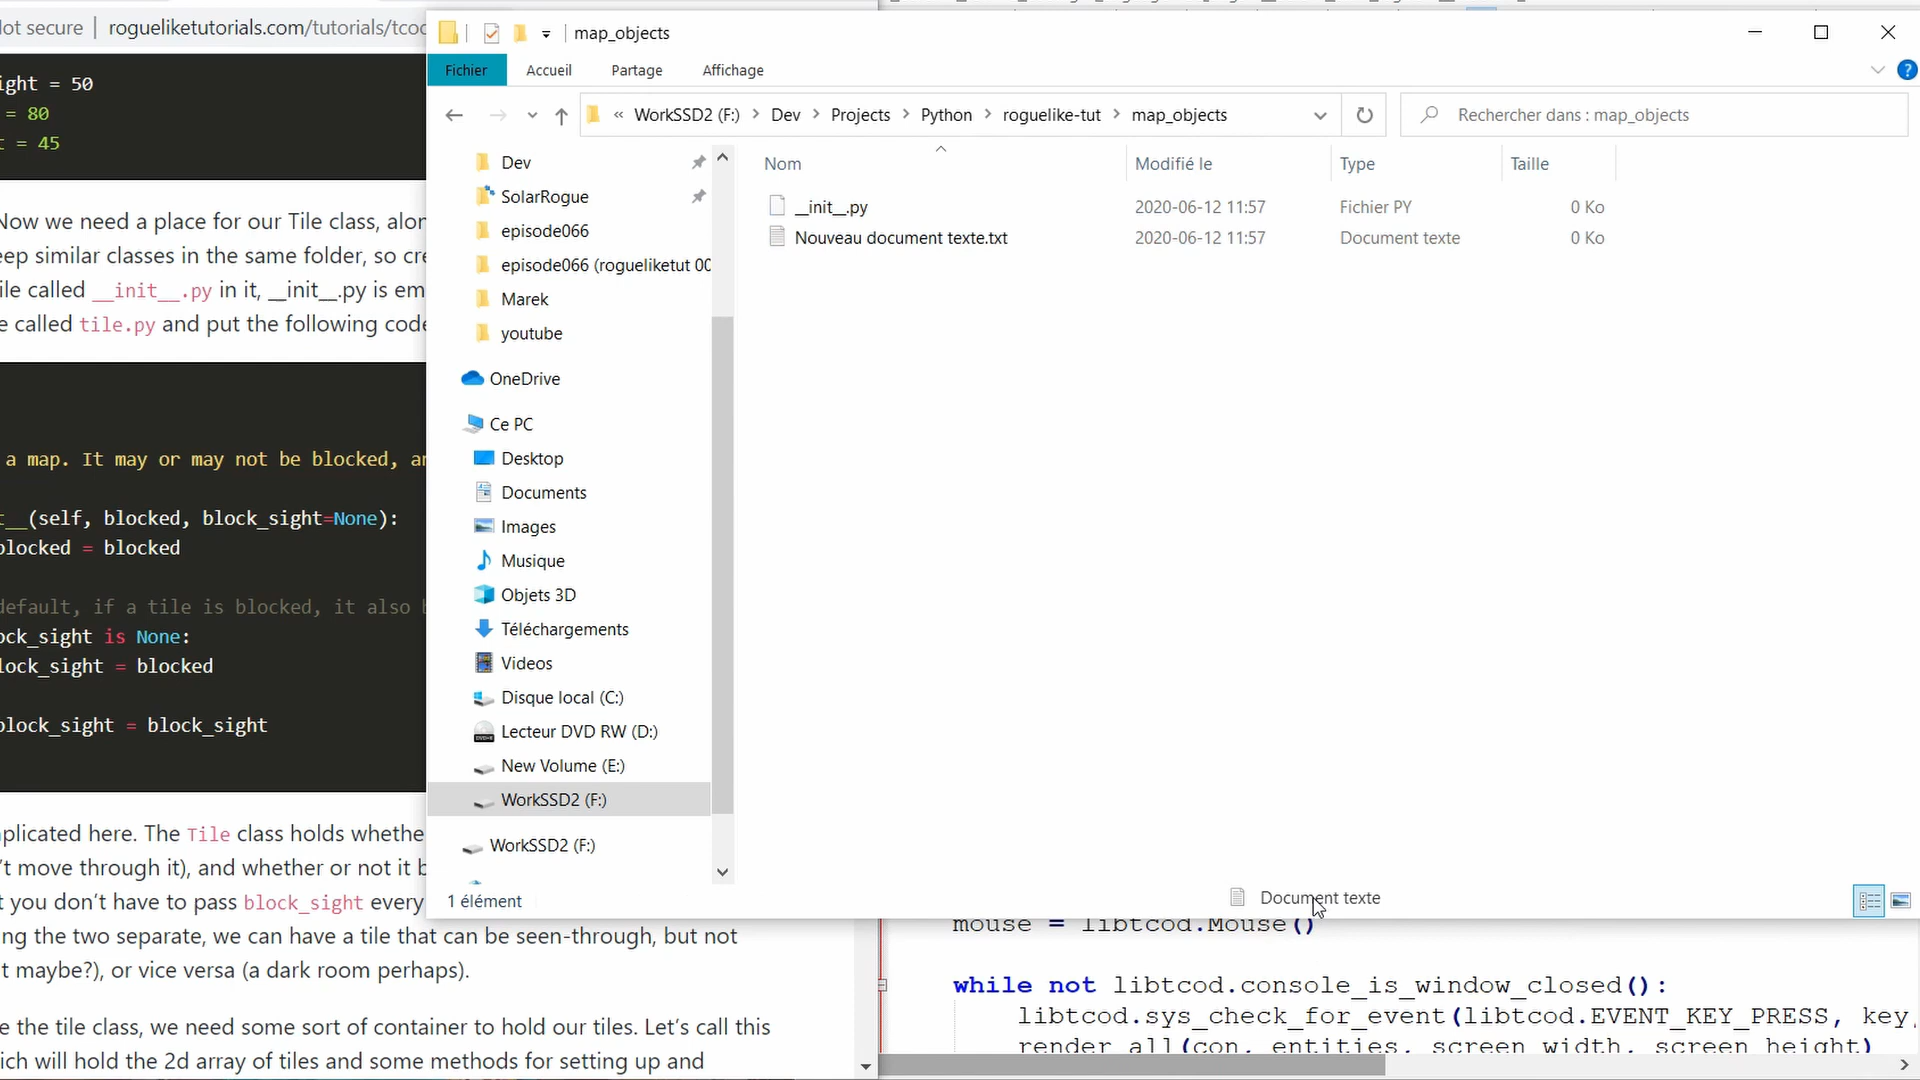 lot secure | rogueliketutorials.com/tutorials/tcod
ight = 50
= 80
t = 45
Now we need a place for our Tile class, alon
eep similar classes in the same folder, so cre
ile called __init__.py in it, __init__.py is em
e called tile.py and put the following code
a map. It may or may not be blocked, an
t__(self, blocked, block_sight=None):
blocked = blocked
default, if a tile is blocked, it also b
ock_sight is None:
lock_sight = blocked
block_sight = block_sight
nplicated here. The Tile class holds whethe
't move through it), and whether or not it b
t you don't have to pass block_sight every
ing the two separate, we can have a tile that can be seen-through, but not
t maybe?), or vice versa (a dark room perhaps).
e the tile class, we need some sort of container to hold our tiles. Let's call this
hich will hold the 2d array of tiles and some methods for setting up and
map_objects
Fichier
Accueil
Partage
Affichage
« WorkSSD2 (F:) > Dev > Projects > Python > roguelike-tut > map_objects
Rechercher dans : map_objects
Dev
SolarRogue
episode066
episode066 (rogueliketut 00
Marek
youtube
OneDrive
Ce PC
Desktop
Documents
Images
Musique
Objets 3D
Téléchargements
Videos
Disque local (C:)
Lecteur DVD RW (D:)
New Volume (E:)
WorkSSD2 (F:)
WorkSSD2 (F:)
Nom Modifié le Type Taille
__init__.py 2020-06-12 11:57 Fichier PY 0 Ko
Nouveau document texte.txt 2020-06-12 11:57 Document texte 0 Ko
1 élément
Document texte
mouse = libtcod.Mouse()
while not libtcod.console_is_window_closed():
libtcod.sys_check_for_event(libtcod.EVENT_KEY_PRESS, key,
render_all(con, entities, screen_width, screen_height)